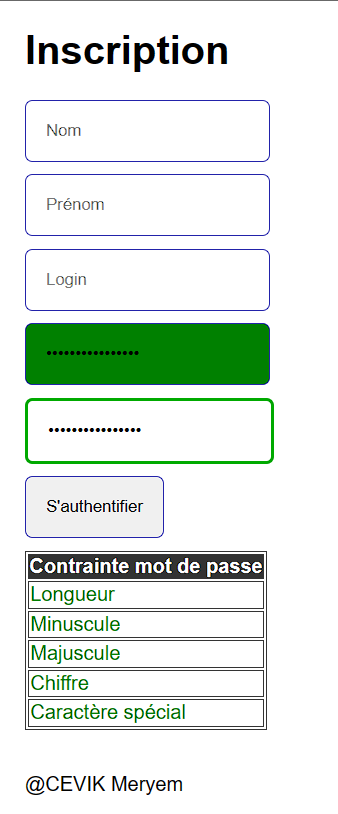 Inscription
Nom
Prénom
Login
••••••••••••••••
••••••••••••••••
S'authentifier
Contrainte mot de passe
Longueur
Minuscule
Majuscule
Chiffre
Caractère spécial
@CEVIK Meryem